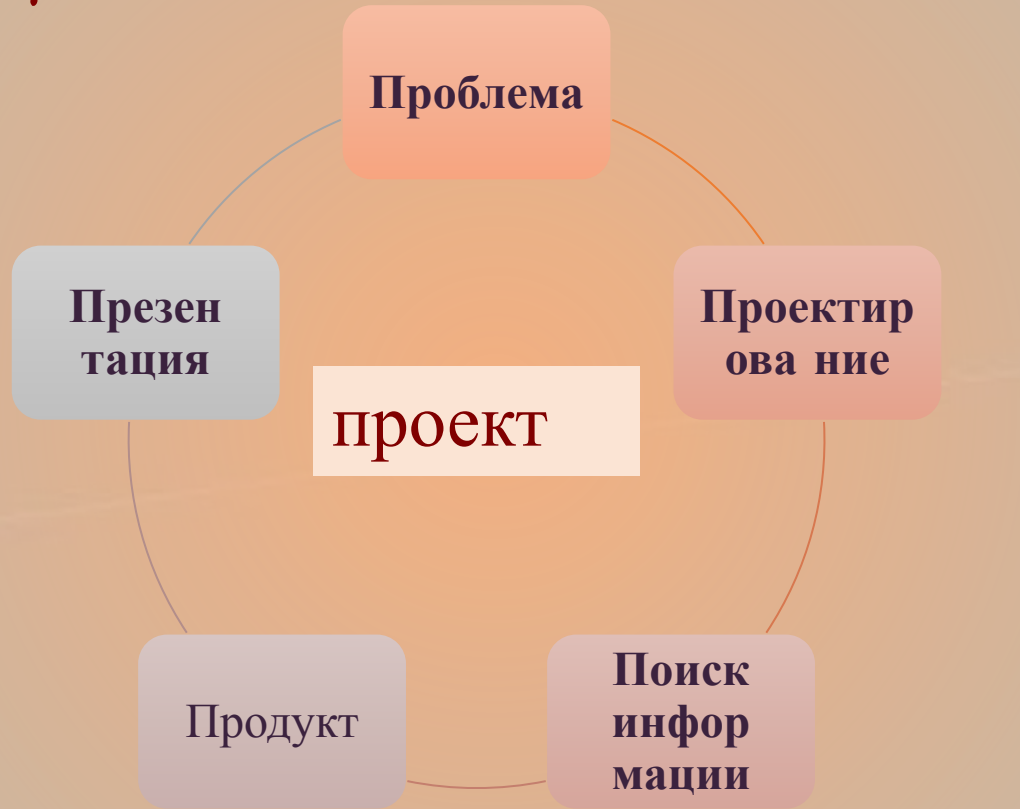 Проблема
Презен
тация
Проектир
ова ние
проект
Продукт
Поиск
инфор
мации